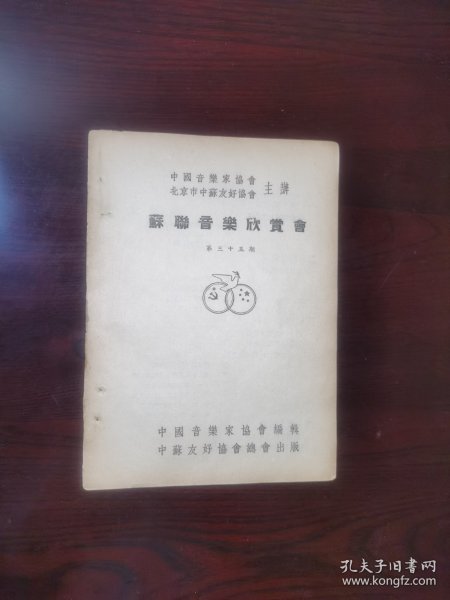 中國音樂家協會
北京市中蘇友好協會
主辦
蘇聯音樂欣賞會
第三十五期
中國音樂家協會編輯
中蘇友好協會總會出版
孔夫子旧书网
www.kongfz.com